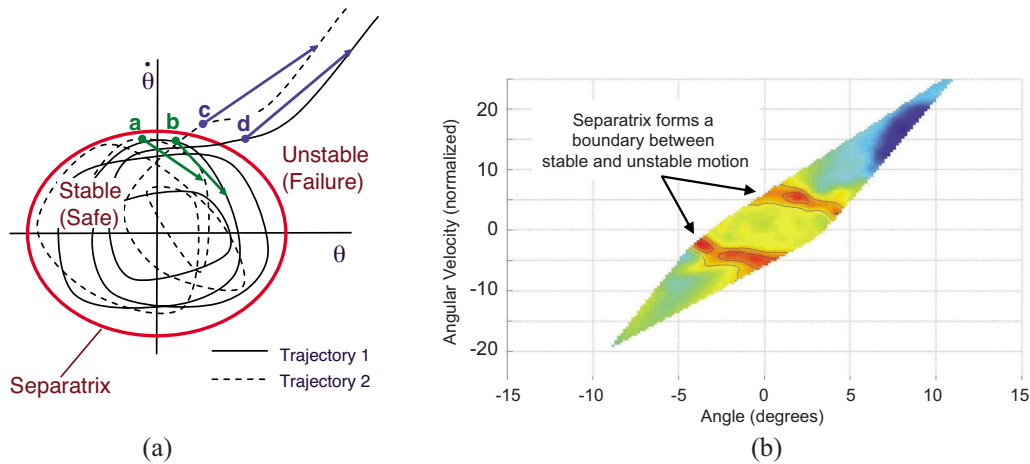 θ̇
a
b
c
d
Unstable
(Failure)
Stable
(Safe)
θ
Separatrix
Trajectory 1
Trajectory 2
(a)
Separatrix forms a
boundary between
stable and unstable motion
Angular Velocity (normalized)
20
10
0
-10
-20
-15
-10
-5
0
5
10
15
Angle (degrees)
(b)